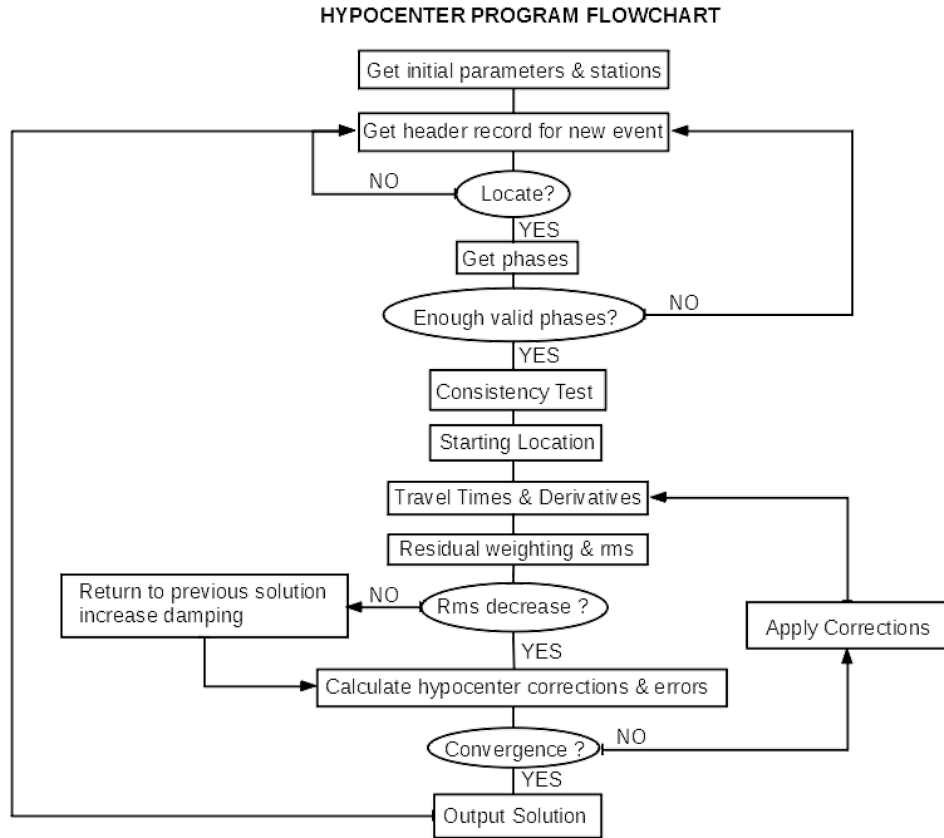 HYPOCENTER PROGRAM FLOWCHART
Get initial parameters & stations
Get header record for new event
NO
Locate?
YES
Get phases
Enough valid phases?
NO
YES
Consistency Test
Starting Location
Travel Times & Derivatives
Residual weighting & rms
Return to previous solution
increase damping
NO
Rms decrease ?
Apply Corrections
YES
Calculate hypocenter corrections & errors
Convergence ?
NO
YES
Output Solution